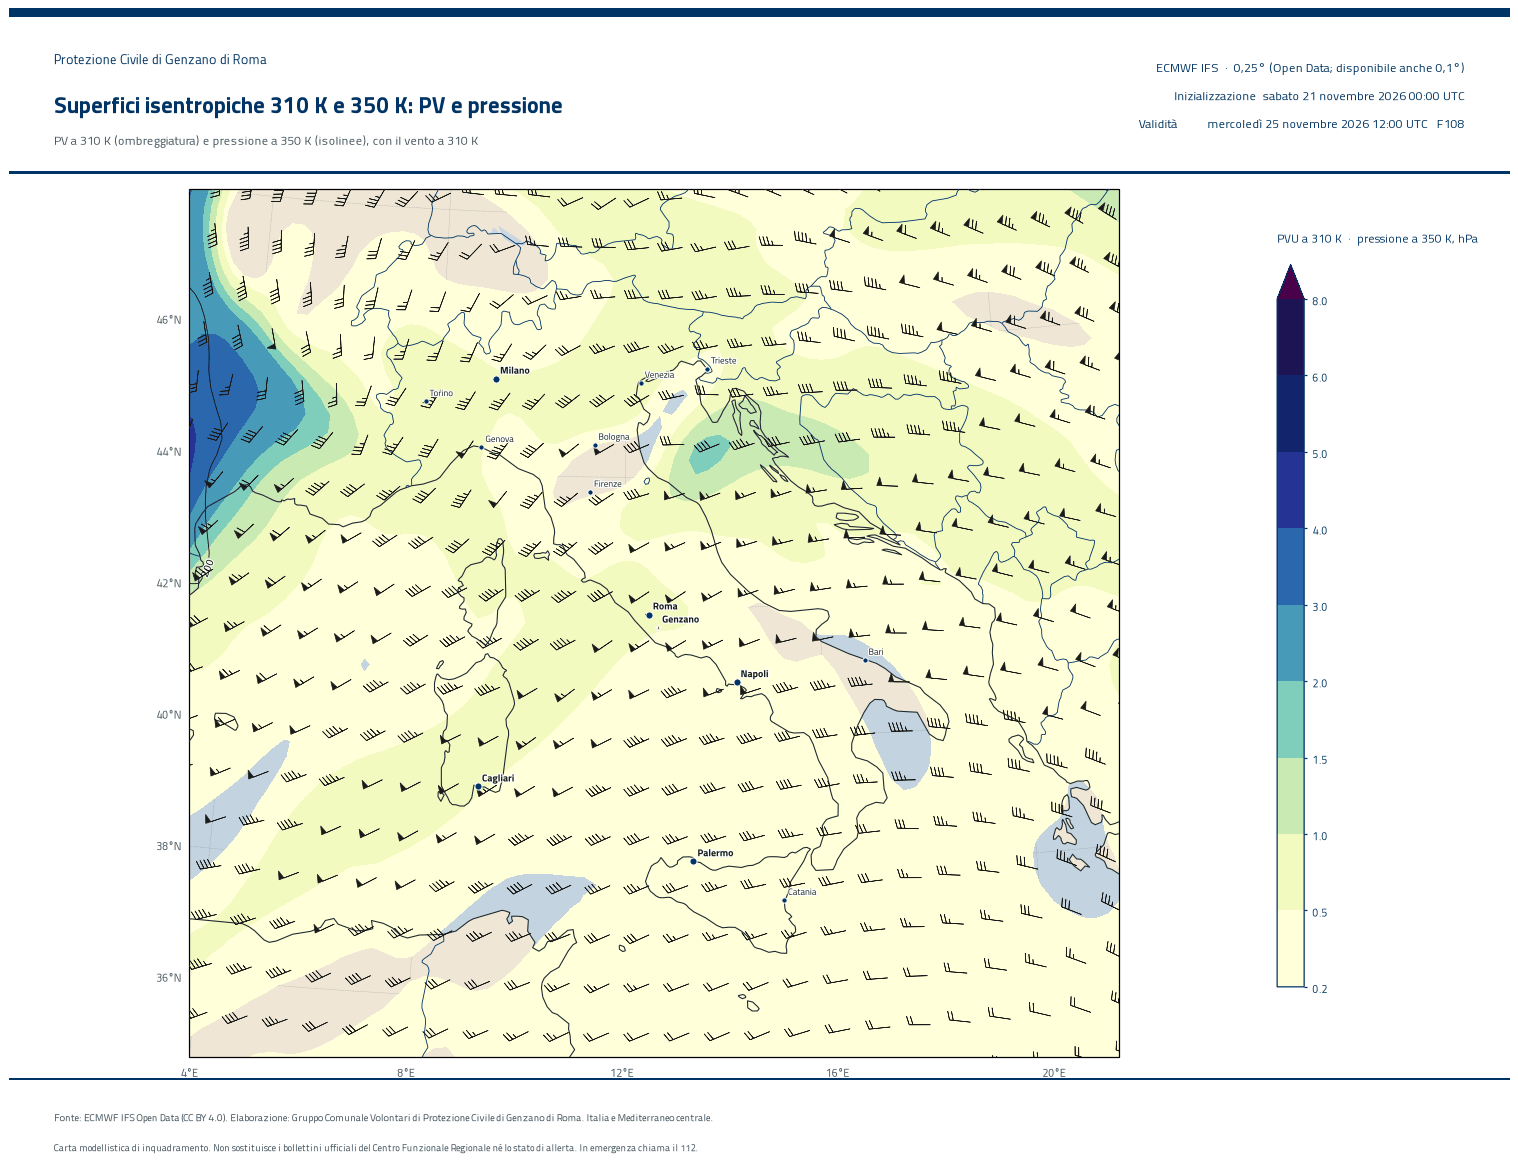 Protezione Civile di Genzano di Roma
Superfici isentropiche 310 K e 350 K: PV e pressione
PV a 310 K (ombreggiatura) e pressione a 350 K (isolinee), con il vento a 310 K
ECMWF IFS · 0,25° (Open Data; disponibile anche 0,1°)
Inizializzazione sabato 21 novembre 2026 00:00 UTC
Validità mercoledì 25 novembre 2026 12:00 UTC F108
PVU a 310 K · pressione a 350 K, hPa
8.0
6.0
5.0
4.0
3.0
2.0
1.5
1.0
0.5
0.2
46°N
44°N
42°N
40°N
38°N
36°N
4°E
8°E
12°E
16°E
20°E
Trieste
Milano
Venezia
Torino
Genova
Bologna
Firenze
200
Roma
Genzano
Bari
Napoli
Cagliari
Palermo
Catania
Fonte: ECMWF IFS Open Data (CC BY 4.0). Elaborazione: Gruppo Comunale Volontari di Protezione Civile di Genzano di Roma. Italia e Mediterraneo centrale.
Carta modellistica di inquadramento. Non sostituisce i bollettini ufficiali del Centro Funzionale Regionale né lo stato di allerta. In emergenza chiama il 112.